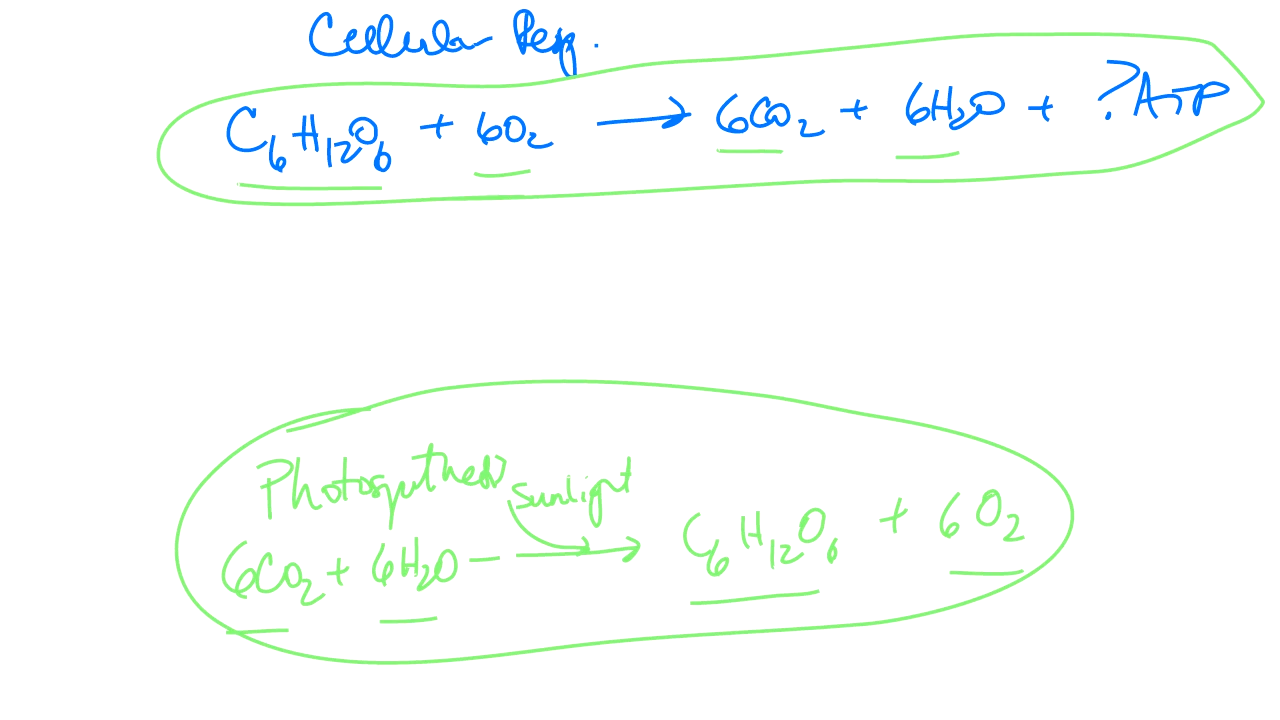 Cellular Resp.
C₆H₁₂O₆ + 6O₂ → 6CO₂ + 6H₂O + ?ATP
Photosynthesis
sunlight
6CO₂ + 6H₂O → C₆H₁₂O₆ + 6O₂